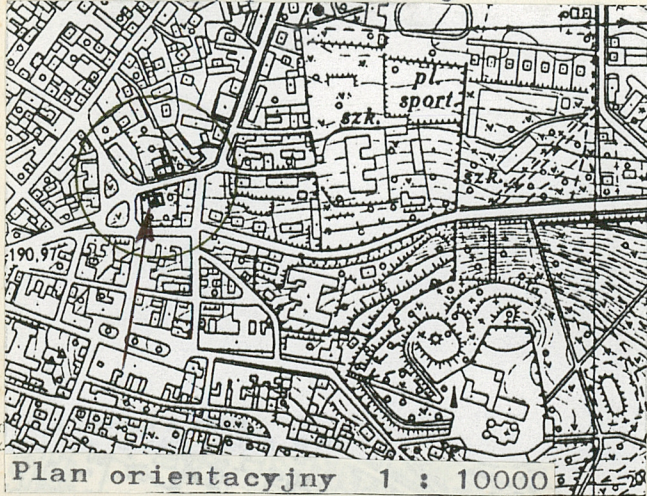 pl.
sport.
szk.
szk.
190,97
Plan orientacyjny 1 : 10000